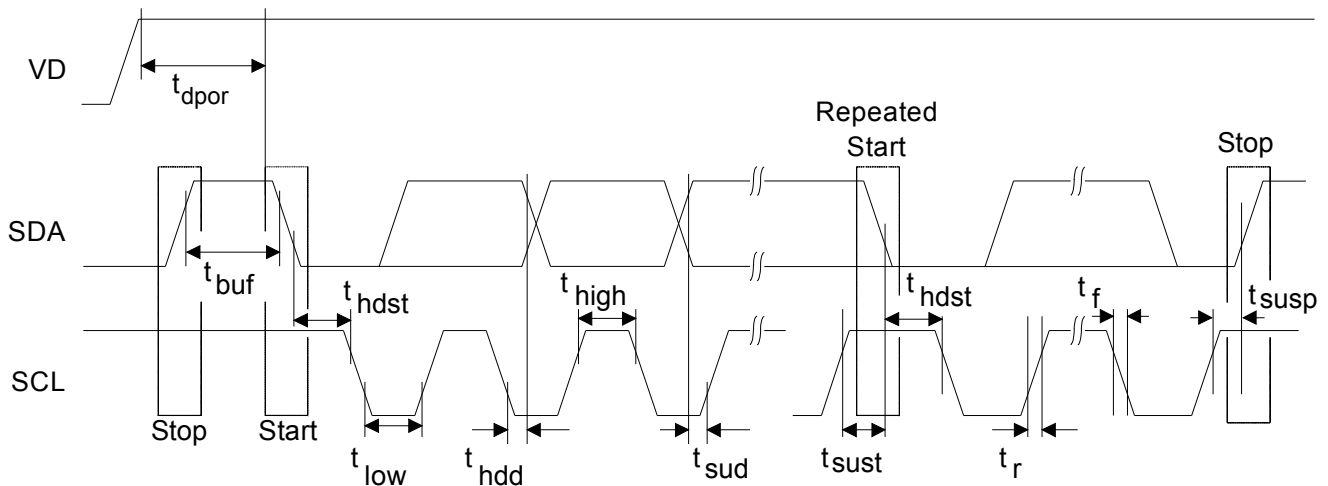 VD
t dpor
Repeated
Start
Stop
SDA
t buf
t hdst
t high
t hdst
t f
t susp
SCL
Stop
Start
t low
t hdd
t sud
t sust
t r